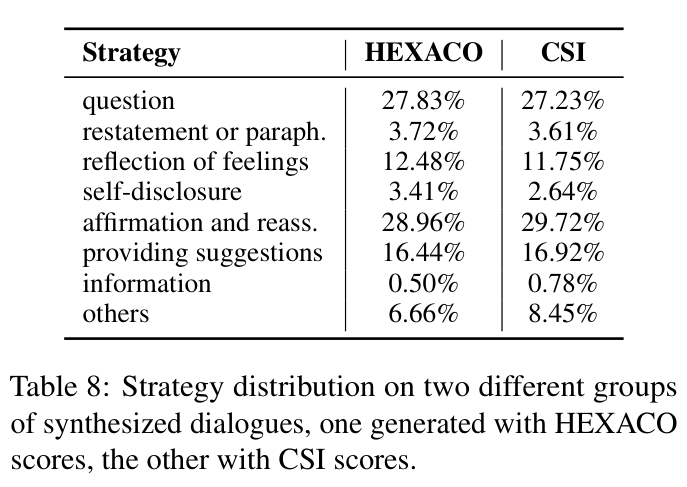 Strategy HEXACO CSI
question 27.83% 27.23%
restatement or paraph. 3.72% 3.61%
reflection of feelings 12.48% 11.75%
self-disclosure 3.41% 2.64%
affirmation and reass. 28.96% 29.72%
providing suggestions 16.44% 16.92%
information 0.50% 0.78%
others 6.66% 8.45%
Table 8: Strategy distribution on two different groups
of synthesized dialogues, one generated with HEXACO
scores, the other with CSI scores.